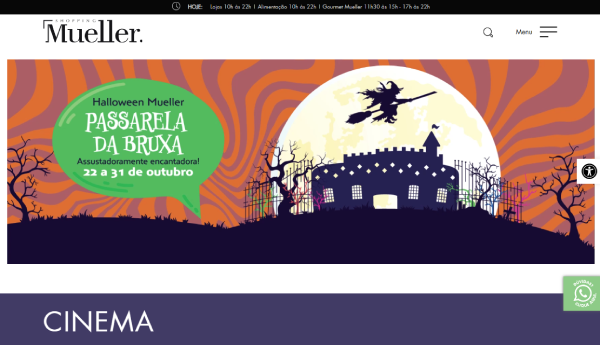 HOJE: Lojas 10h às 22h | Alimentação 10h às 22h | Gourmet Mueller | 11h30 às 15h - 17h às 22h
SHOPPING
Mueller.
Menu
Halloween Mueller
PASSARELA
DA BRUXA
Assustadoramente encantadora!
22 a 31 de outubro
CINEMA